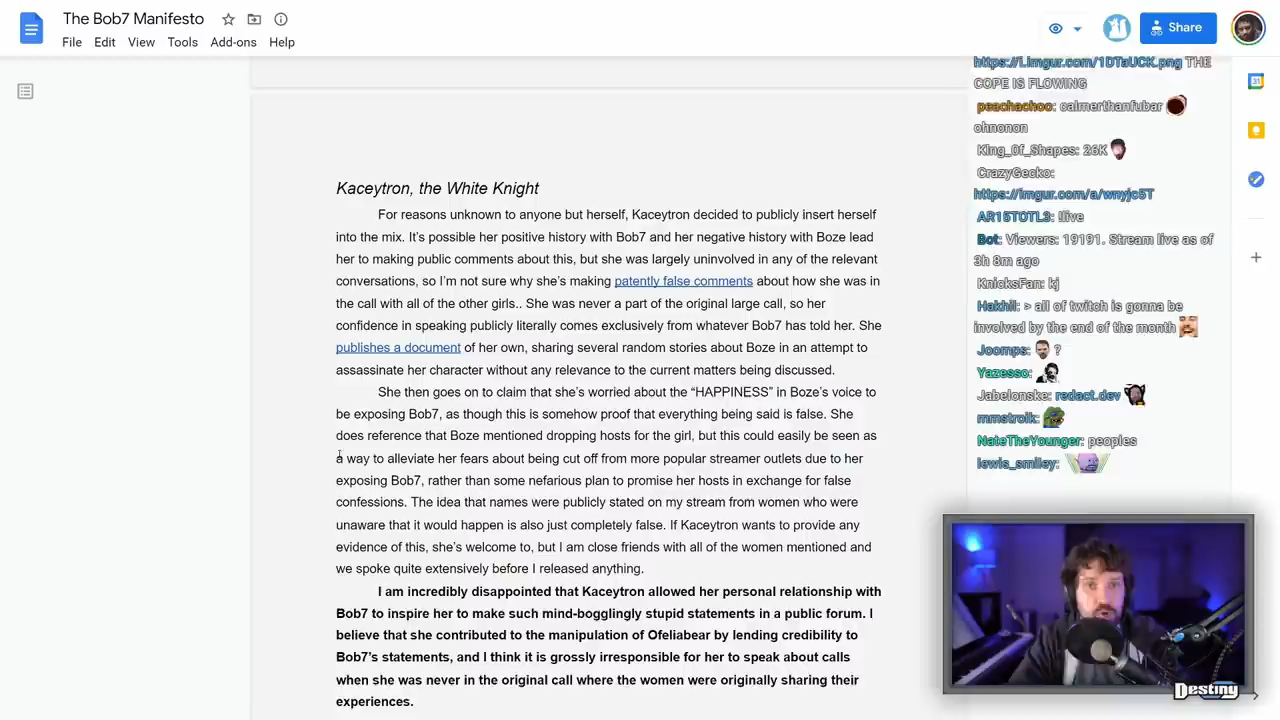 The Bob7 Manifesto
File Edit View Tools Add-ons Help
Share
31
Kaceytron, the White Knight
For reasons unknown to anyone but herself, Kaceytron decided to publicly insert herself
into the mix. It's possible her positive history with Bob7 and her negative history with Boze lead
her to making public comments about this, but she was largely uninvolved in any of the relevant
conversations, so I'm not sure why she's making patently false comments about how she was in
the call with all of the other girls.. She was never a part of the original large call, so her
confidence in speaking publicly literally comes exclusively from whatever Bob7 has told her. She
publishes a document of her own, sharing several random stories about Boze in an attempt to
assassinate her character without any relevance to the current matters being discussed.
She then goes on to claim that she's worried about the “HAPPINESS” in Boze's voice to
be exposing Bob7, as though this is somehow proof that everything being said is false. She
does reference that Boze mentioned dropping hosts for the girl, but this could easily be seen as
a way to alleviate her fears about being cut off from more popular streamer outlets due to her
exposing Bob7, rather than some nefarious plan to promise her hosts in exchange for false
confessions. The idea that names were publicly stated on my stream from women who were
unaware that it would happen is also just completely false. If Kaceytron wants to provide any
evidence of this, she's welcome to, but I am close friends with all of the women mentioned and
we spoke quite extensively before I released anything.
I am incredibly disappointed that Kaceytron allowed her personal relationship with
Bob7 to inspire her to make such mind-bogglingly stupid statements in a public forum. I
believe that she contributed to the manipulation of Ofeliabear by lending credibility to
Bob7's statements, and I think it is grossly irresponsible for her to speak about calls
when she was never in the original call where the women were originally sharing their
experiences.
https://i.imgur.com/1DTaUCK.png THE
COPE IS FLOWING
peachachoo: calmerthanfubar
ohnonon
King_Of_Shapes: 26K
CrazyGecko:
https://imgur.com/a/wnyjc5T
AR15TOTL3: !live
Bot: Viewers: 19191. Stream live as of
3h 8m ago
KnicksFan: kj
Hakhil: > all of twitch is gonna be
involved by the end of the month
Joomps: ?
Yazesso:
Jabelonske: redact.dev
mmstroik:
NateTheYounger: peoples
lewis_smiley:
Destiny